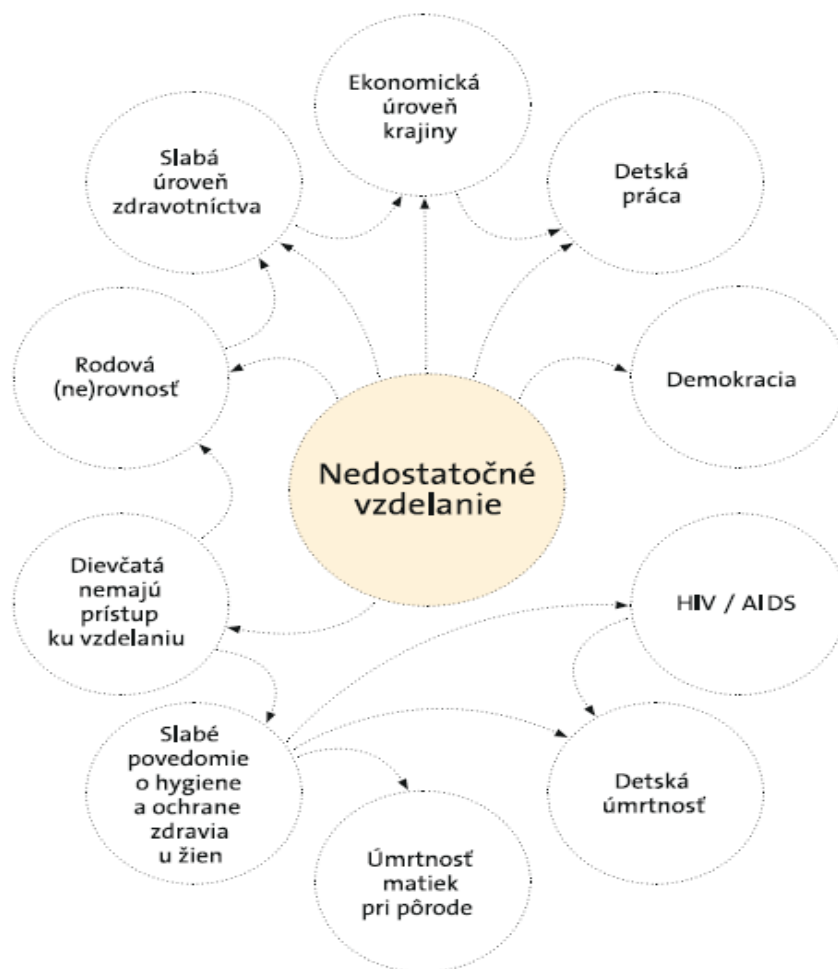 Ekonomická
úroveň
krajiny
Slabá
úroveň
zdravotníctva
Detská
práca
Rodová
(ne)rovnosť
Demokracia
Nedostatočné
vzdelanie
Dievčatá
nemajú
prístup
ku vzdelaniu
HIV / AIDS
Slabé
povedomie
o hygiene
a ochrane
zdravia
u žien
Detská
úmrtnosť
Úmrtnosť
matiek
pri pôrode